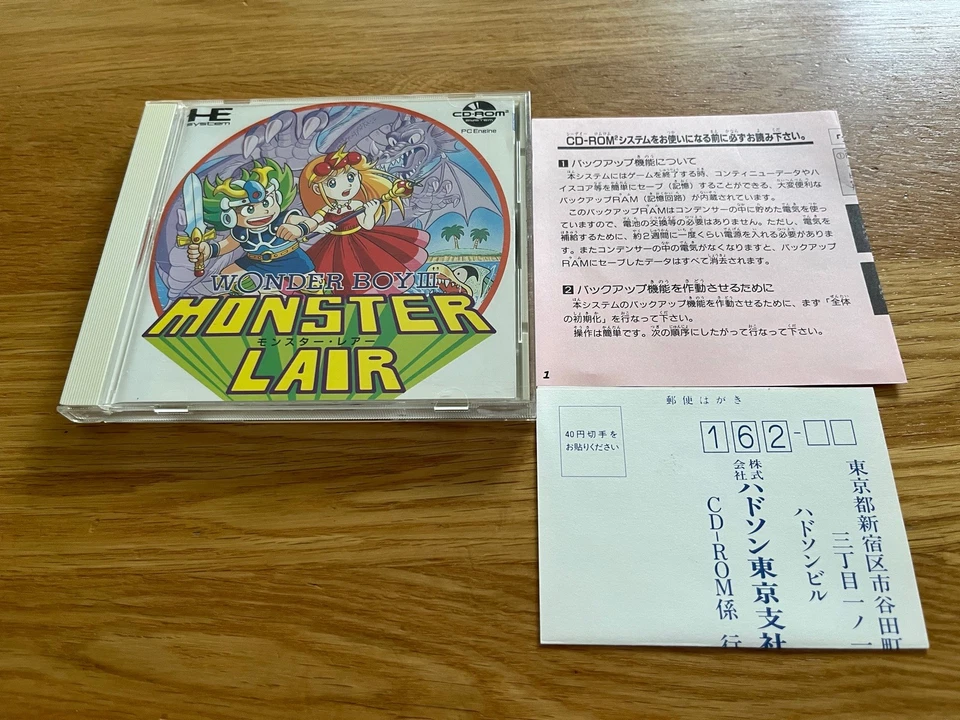 HE
system
CD-ROM²
SYSTEM
PC Engine
WONDER BOY III
MONSTER
モンスター・レアー
LAIR
CD-ROM²システムをお使いになる前に必ずお読み下さい。
1 バックアップ機能について
本システムにはゲームを終了する時、コンティニューデータやハ
イスコア等を簡単にセーブ(記憶)することができる、大変便利な
バックアップRAM(記憶回路)が内蔵されています。
このバックアップRAMはコンデンサーの中に貯めた電気を使っ
ていますので、電池の交換等の必要はありません。ただし、電気を
補給するために、約2週間に一度くらい電源を入れる必要がありま
す。またコンデンサーの中の電気がなくなりますと、バックアップ
RAMにセーブしたデータはすべて消去されます。
2 バックアップ機能を作動させるために
本システムのバックアップ機能を作動させるために、まず「全体
の初期化」を行なって下さい。
操作は簡単です。次の順序にしたがって行なって下さい。
1
郵便はがき
40円切手を
お貼りください
162-
東京都新宿区市谷田町
三丁目一ノ一
ハドソンビル
株式会社ハドソン東京支社
CD-ROM係 行